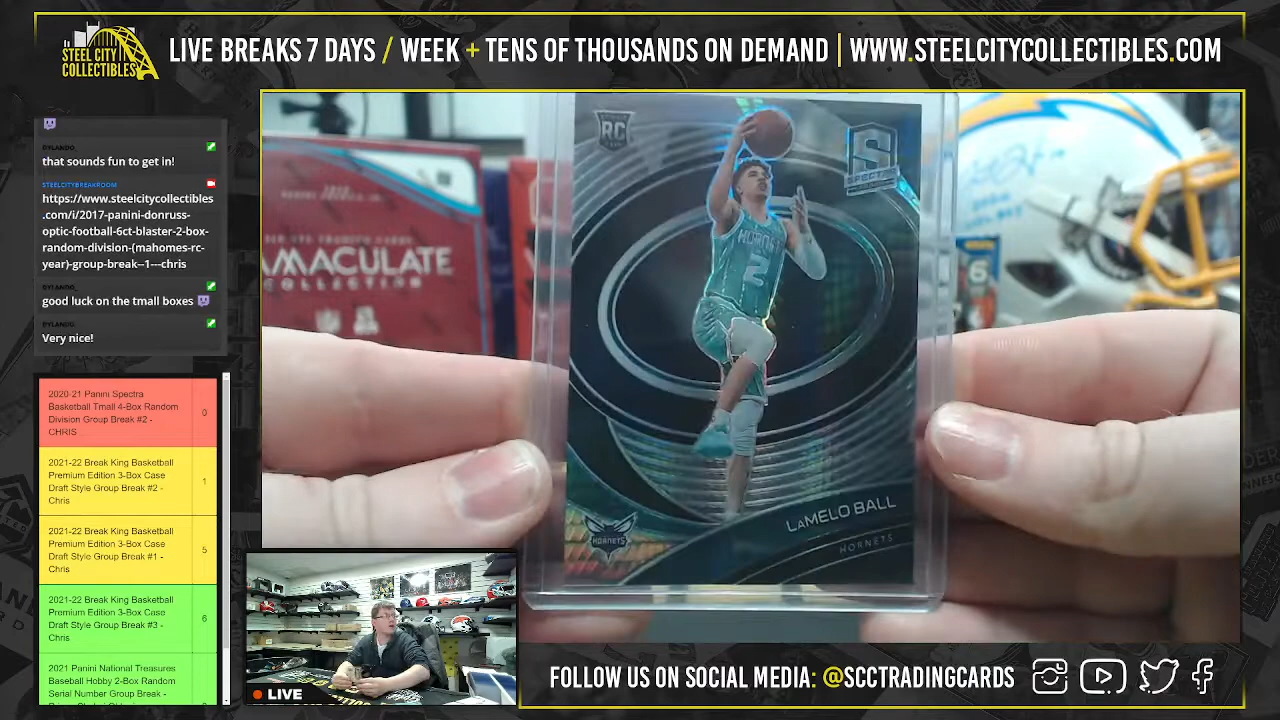 STEEL CITY
COLLECTIBLES
LIVE BREAKS 7 DAYS / WEEK + TENS OF THOUSANDS ON DEMAND | WWW.STEELCITYCOLLECTIBLES.COM
that sounds fun to get in!
STEELCITYBREAKROOM
https://www.steelcitycollectibles
.com/i/2017-panini-donruss-
optic-football-6ct-blaster-2-box-
random-division-(mahomes-rc-
year)-group-break--1---chris
good luck on the tmall boxes
Very nice!
2020-21 Panini Spectra
Basketball Tmall 4-Box Random
Division Group Break #2 -
CHRIS
0
2021-22 Break King Basketball
Premium Edition 3-Box Case
Draft Style Group Break #2 -
Chris
1
2021-22 Break King Basketball
Premium Edition 3-Box Case
Draft Style Group Break #1 -
Chris
5
2021-22 Break King Basketball
Premium Edition 3-Box Case
Draft Style Group Break #3 -
Chris
6
2021 Panini National Treasures
Baseball Hobby 2-Box Random
Serial Number Group Break -
RC
S
SPECTRA
MACULATE
COLLECTION
HORNETS
2
LaMELO BALL
HORNETS
HORNETS
LIVE
FOLLOW US ON SOCIAL MEDIA: @SCCTRADINGCARDS